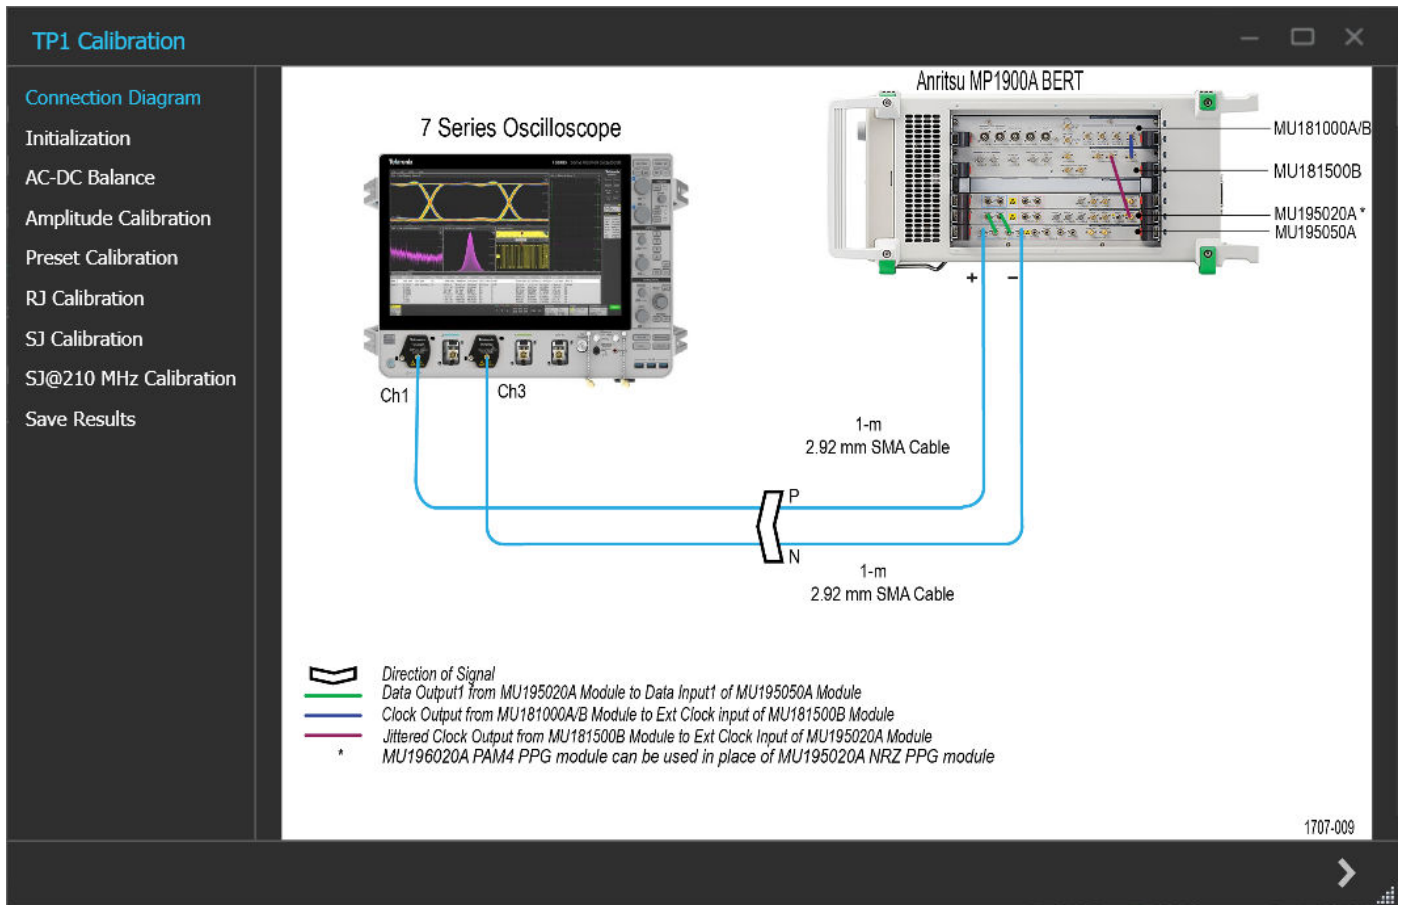 TP1 Calibration
Connection Diagram
Initialization
AC-DC Balance
Amplitude Calibration
Preset Calibration
RJ Calibration
SJ Calibration
SJ@210 MHz Calibration
Save Results
Anritsu MP1900A BERT
7 Series Oscilloscope
Tektronix
MU181000A/B
MU181500B
MU195020A *
MU195050A
+ −
Ch1
Ch3
1-m
2.92 mm SMA Cable
P
N
1-m
2.92 mm SMA Cable
Direction of Signal
Data Output1 from MU195020A Module to Data Input1 of MU195050A Module
Clock Output from MU181000A/B Module to Ext Clock input of MU181500B Module
Jittered Clock Output from MU181500B Module to Ext Clock Input of MU195020A Module
* MU196020A PAM4 PPG module can be used in place of MU195020A NRZ PPG module
1707-009